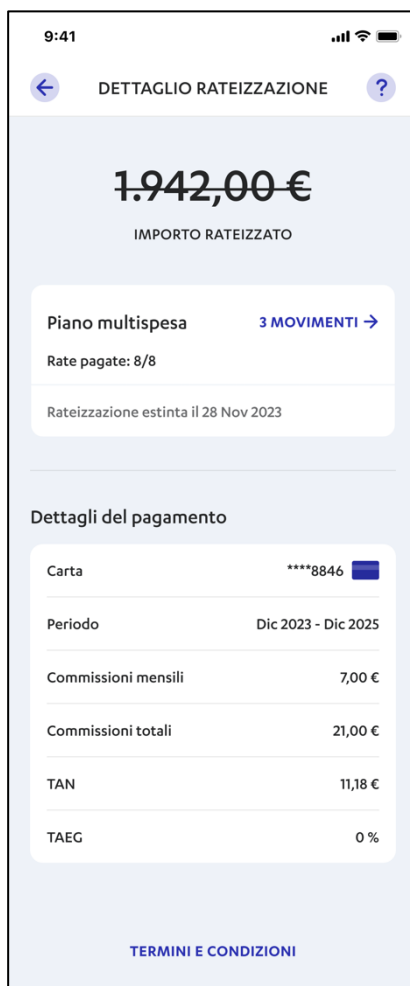 9:41
DETTAGLIO RATEIZZAZIONE
?
1.942,00 €
IMPORTO RATEIZZATO
Piano multispesa 3 MOVIMENTI →
Rate pagate: 8/8
Rateizzazione estinta il 28 Nov 2023
Dettagli del pagamento
Carta ****8846
Periodo Dic 2023 - Dic 2025
Commissioni mensili 7,00 €
Commissioni totali 21,00 €
TAN 11,18 €
TAEG 0 %
TERMINI E CONDIZIONI